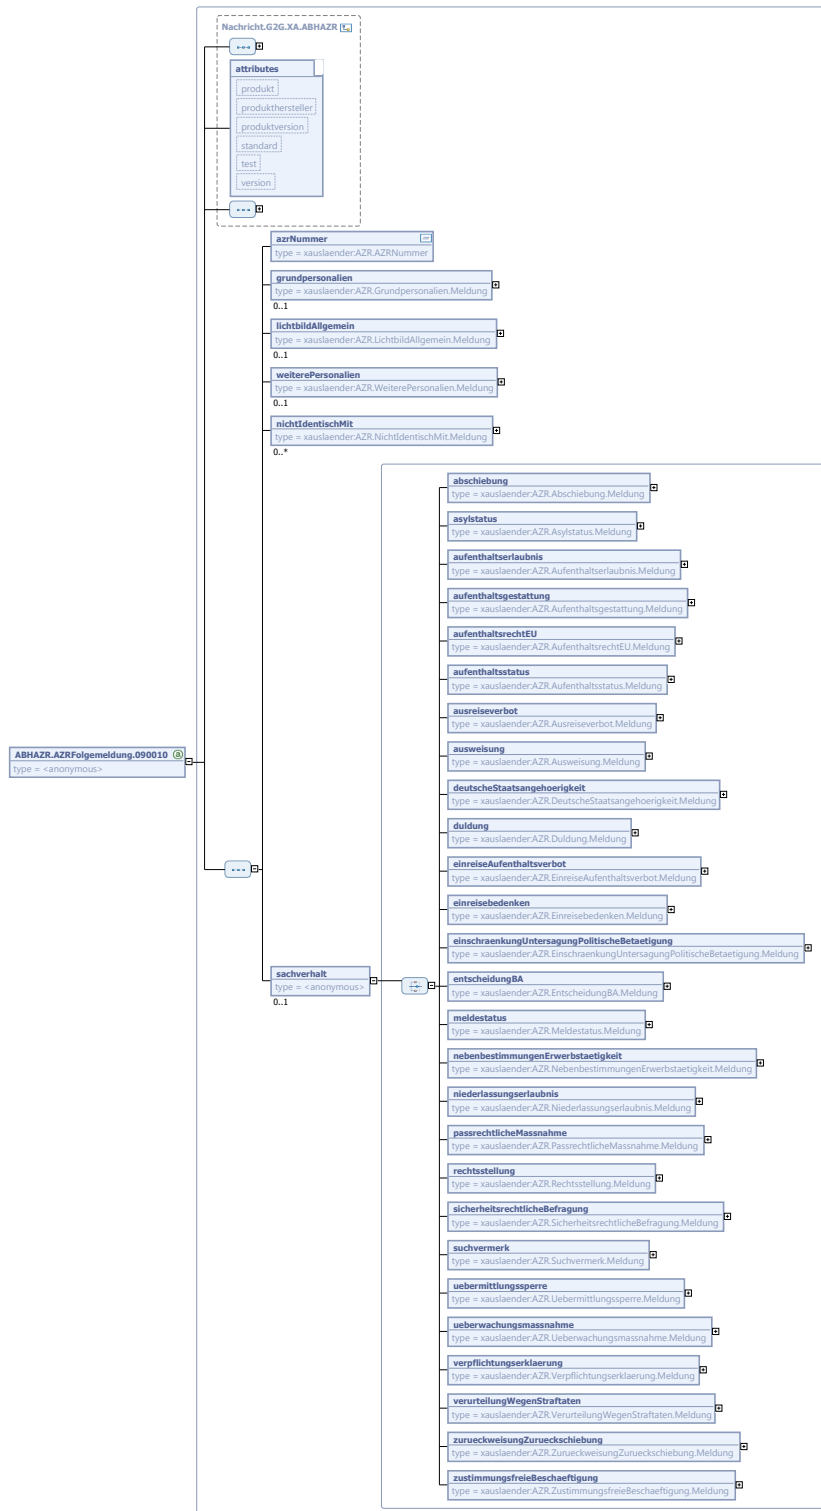 Nachricht.G2G.XA.ABHAZR
attributes
produkt
produkthersteller
produktversion
standard
test
version
azrNummer
type = xauslaender:AZR.AZRNummer
grundpersonalien
type = xauslaender:AZR.Grundpersonalien.Meldung
0..1
lichtbildAllgemein
type = xauslaender:AZR.LichtbildAllgemein.Meldung
0..1
weiterePersonalien
type = xauslaender:AZR.WeiterePersonalien.Meldung
0..1
nichtIdentischMit
type = xauslaender:AZR.NichtIdentischMit.Meldung
0..*
abschiebung
type = xauslaender:AZR.Abschiebung.Meldung
asylstatus
type = xauslaender:AZR.Asylstatus.Meldung
aufenthaltserlaubnis
type = xauslaender:AZR.Aufenthaltserlaubnis.Meldung
aufenthaltsgestattung
type = xauslaender:AZR.Aufenthaltsgestattung.Meldung
aufenthaltsrechtEU
type = xauslaender:AZR.AufenthaltsrechtEU.Meldung
aufenthaltsstatus
type = xauslaender:AZR.Aufenthaltsstatus.Meldung
ausreiseverbot
type = xauslaender:AZR.Ausreiseverbot.Meldung
ausweisung
type = xauslaender:AZR.Ausweisung.Meldung
ABHAZR.AZRFolgemeldung.090010
type = <anonymous>
deutscheStaatsangehoerigkeit
type = xauslaender:AZR.DeutscheStaatsangehoerigkeit.Meldung
duldung
type = xauslaender:AZR.Duldung.Meldung
einreiseAufenthaltsverbot
type = xauslaender:AZR.EinreiseAufenthaltsverbot.Meldung
einreisebedenken
type = xauslaender:AZR.Einreisebedenken.Meldung
einschraenkungUntersagungPolitischeBetaetigung
type = xauslaender:AZR.EinschraenkungUntersagungPolitischeBetaetigung.Meldung
sachverhalt
type = <anonymous>
0..1
entscheidungBA
type = xauslaender:AZR.EntscheidungBA.Meldung
meldestatus
type = xauslaender:AZR.Meldestatus.Meldung
nebenbestimmungenErwerbstaetigkeit
type = xauslaender:AZR.NebenbestimmungenErwerbstaetigkeit.Meldung
niederlassungserlaubnis
type = xauslaender:AZR.Niederlassungserlaubnis.Meldung
passrechtlicheMassnahme
type = xauslaender:AZR.PassrechtlicheMassnahme.Meldung
rechtsstellung
type = xauslaender:AZR.Rechtsstellung.Meldung
sicherheitsrechtlicheBefragung
type = xauslaender:AZR.SicherheitsrechtlicheBefragung.Meldung
suchvermerk
type = xauslaender:AZR.Suchvermerk.Meldung
uebermittlungssperre
type = xauslaender:AZR.Uebermittlungssperre.Meldung
ueberwachungsmassnahme
type = xauslaender:AZR.Ueberwachungsmassnahme.Meldung
verpflichtungserklaerung
type = xauslaender:AZR.Verpflichtungserklaerung.Meldung
verurteilungWegenStraftaten
type = xauslaender:AZR.VerurteilungWegenStraftaten.Meldung
zurueckweisungZurueckschiebung
type = xauslaender:AZR.ZurueckweisungZurueckschiebung.Meldung
zustimmungsfreieBeschaeftigung
type = xauslaender:AZR.ZustimmungsfreieBeschaeftigung.Meldung